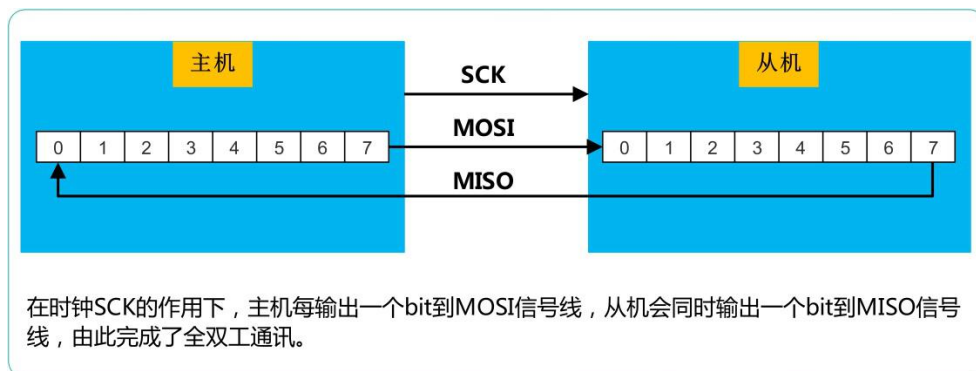 主机
从机
SCK
MOSI
0 1 2 3 4 5 6 7
0 1 2 3 4 5 6 7
MISO
在时钟SCK的作用下，主机每输出一个bit到MOSI信号线，从机会同时输出一个bit到MISO信号
线，由此完成了全双工通讯。